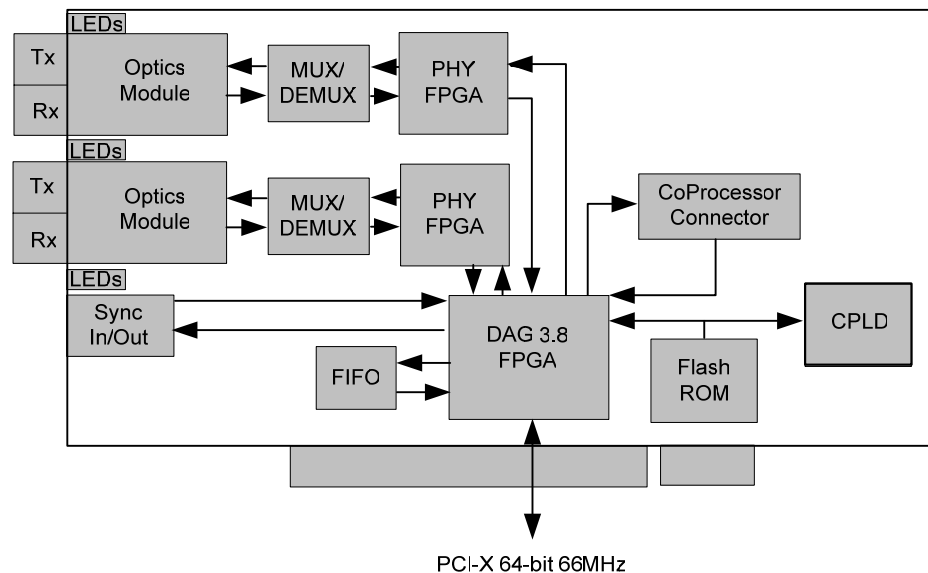 LEDs
Tx
Rx
Optics
Module
MUX/
DEMUX
PHY
FPGA
LEDs
Tx
Rx
Optics
Module
MUX/
DEMUX
PHY
FPGA
CoProcessor
Connector
LEDs
Sync
In/Out
FIFO
DAG 3.8
FPGA
Flash
ROM
CPLD
PCI-X 64-bit 66MHz